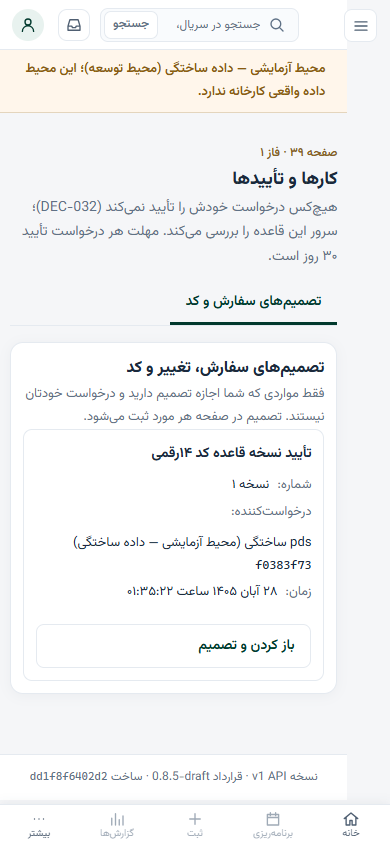 جستجو در سریال، جستجو
محیط آزمایشی — داده ساختگی (محیط توسعه)؛ این محیط
داده واقعی کارخانه ندارد.
صفحه ۳۹ · فاز ۱
کارها و تأییدها
هیچ‌کس درخواست خودش را تأیید نمی‌کند (DEC-032)؛
سرور این قاعده را بررسی می‌کند. مهلت هر درخواست تأیید
۳۰ روز است.
تصمیم‌های سفارش و کد
تصمیم‌های سفارش، تغییر و کد
فقط مواردی که شما اجازه تصمیم دارید و درخواست خودتان
نیستند. تصمیم در صفحه هر مورد ثبت می‌شود.
تأیید نسخه قاعده کد ۱۴رقمی
شماره: نسخه ۱
درخواست‌کننده:
pds ساختگی (محیط آزمایشی — داده ساختگی)
f0383f73
زمان: ۲۸ آبان ۱۴۰۵ ساعت ۰۱:۳۵:۲۲
باز کردن و تصمیم
نسخه v1 API · قرارداد 0.8.5-draft · ساخت dd1f8f6402d2
خانه برنامه‌ریزی ثبت گزارش‌ها بیشتر